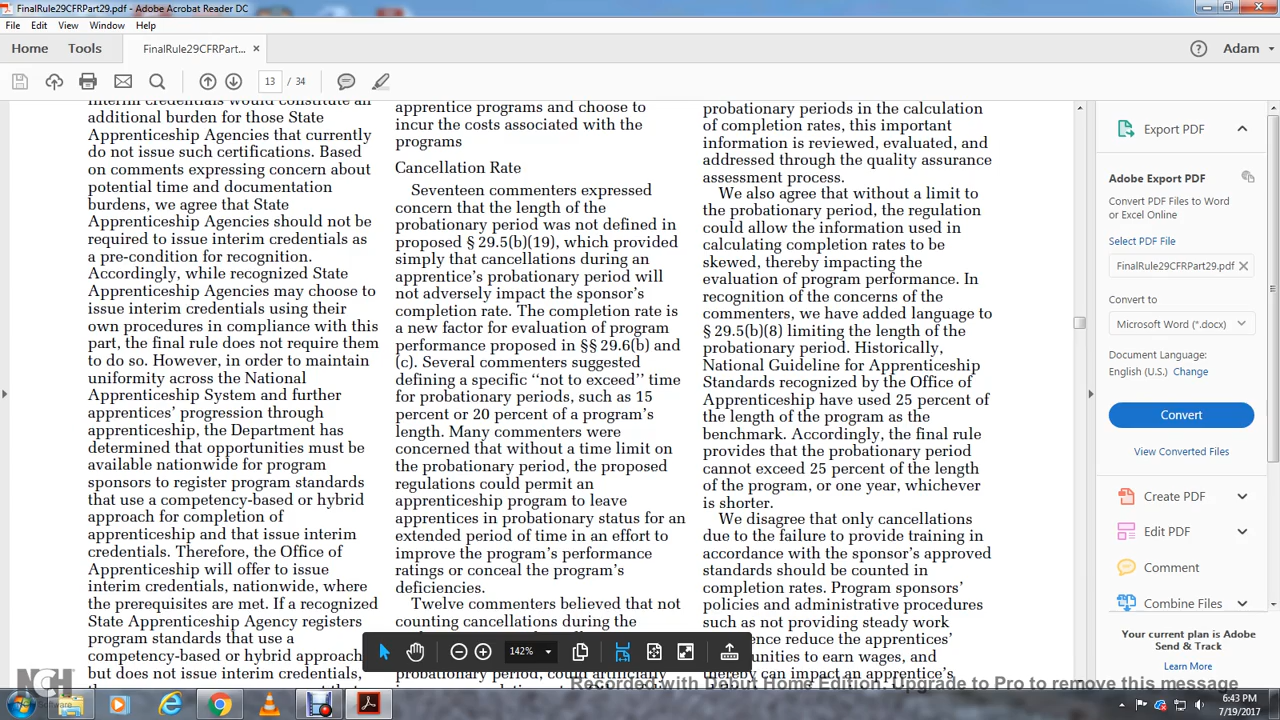 FinalRule29CFRPart29.pdf - Adobe Acrobat Reader DC
File Edit View Window Help
Home Tools FinalRule29CFRPart... × Adam
13 / 34
interim credentials would constitute an
additional burden for those State
Apprenticeship Agencies that currently
do not issue such certifications. Based
on comments expressing concern about
potential time and documentation
burdens, we agree that State
Apprenticeship Agencies should not be
required to issue interim credentials as
a pre-condition for recognition.
Accordingly, while recognized State
Apprenticeship Agencies may choose to
issue interim credentials using their
own procedures in compliance with this
part, the final rule does not require them
to do so. However, in order to maintain
uniformity across the National
Apprenticeship System and further
apprentices' progression through
apprenticeship, the Department has
determined that opportunities must be
available nationwide for program
sponsors to register program standards
that use a competency-based or hybrid
approach for completion of
apprenticeship and that issue interim
credentials. Therefore, the Office of
Apprenticeship will offer to issue
interim credentials, nationwide, where
the prerequisites are met. If a recognized
State Apprenticeship Agency registers
program standards that use a
competency-based or hybrid approach
but does not issue interim credentials,
apprentice programs and choose to
incur the costs associated with the
programs
Cancellation Rate
Seventeen commenters expressed
concern that the length of the
probationary period was not defined in
proposed § 29.5(b)(19), which provided
simply that cancellations during an
apprentice's probationary period will
not adversely impact the sponsor's
completion rate. The completion rate is
a new factor for evaluation of program
performance proposed in §§ 29.6(b) and
(c). Several commenters suggested
defining a specific ‘‘not to exceed’’ time
for probationary periods, such as 15
percent or 20 percent of a program's
length. Many commenters were
concerned that without a time limit on
the probationary period, the proposed
regulations could permit an
apprenticeship program to leave
apprentices in probationary status for an
extended period of time in an effort to
improve the program's performance
ratings or conceal the program's
deficiencies.
Twelve commenters believed that not
counting cancellations during the
probationary period, could artificially
probationary periods in the calculation
of completion rates, this important
information is reviewed, evaluated, and
addressed through the quality assurance
assessment process.
We also agree that without a limit to
the probationary period, the regulation
could allow the information used in
calculating completion rates to be
skewed, thereby impacting the
evaluation of program performance. In
recognition of the concerns of the
commenters, we have added language to
§ 29.5(b)(8) limiting the length of the
probationary period. Historically,
National Guideline for Apprenticeship
Standards recognized by the Office of
Apprenticeship have used 25 percent of
the length of the program as the
benchmark. Accordingly, the final rule
provides that the probationary period
cannot exceed 25 percent of the length
of the program, or one year, whichever
is shorter.
We disagree that only cancellations
due to the failure to provide training in
accordance with the sponsor's approved
standards should be counted in
completion rates. Program sponsors'
policies and administrative procedures
such as not providing steady work
reduce the apprentices'
to earn wages, and
thereby can impact an apprentice's
142%
Export PDF
Adobe Export PDF
Convert PDF Files to Word
or Excel Online
Select PDF File
FinalRule29CFRPart29.pdf ×
Convert to
Microsoft Word (*.docx)
Document Language:
English (U.S.) Change
Convert
View Converted Files
Create PDF
Edit PDF
Comment
Combine Files
Your current plan is Adobe
Send & Track
Learn More
NCH Software
Recorded with Debut Home Edition. Upgrade to Pro to remove this message
6:43 PM
7/19/2017